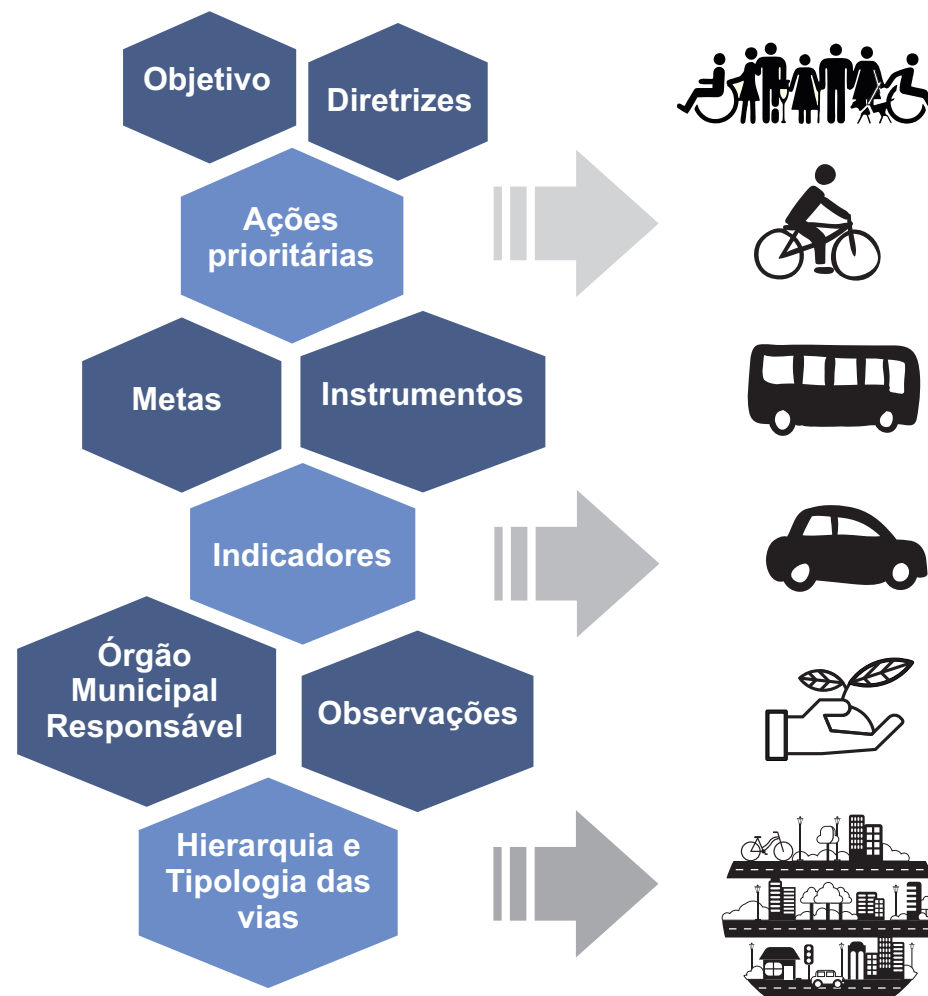 Objetivo
Diretrizes
Ações
prioritárias
Metas
Instrumentos
Indicadores
Órgão
Municipal
Responsável
Observações
Hierarquia e
Tipologia das
vias